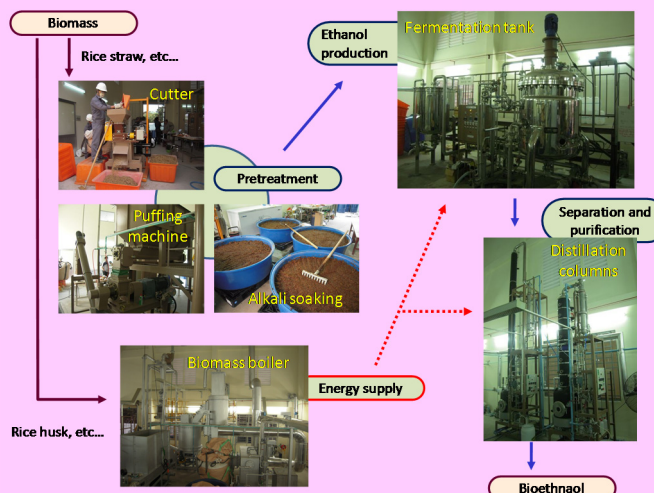 Biomass
Rice straw, etc...
Cutter
Pretreatment
Puffing
machine
Alkali soaking
Ethanol
production
Fermentation tank
Separation and
purification
Distillation
columns
Biomass boiler
Energy supply
Rice husk, etc...
Bioethnaol